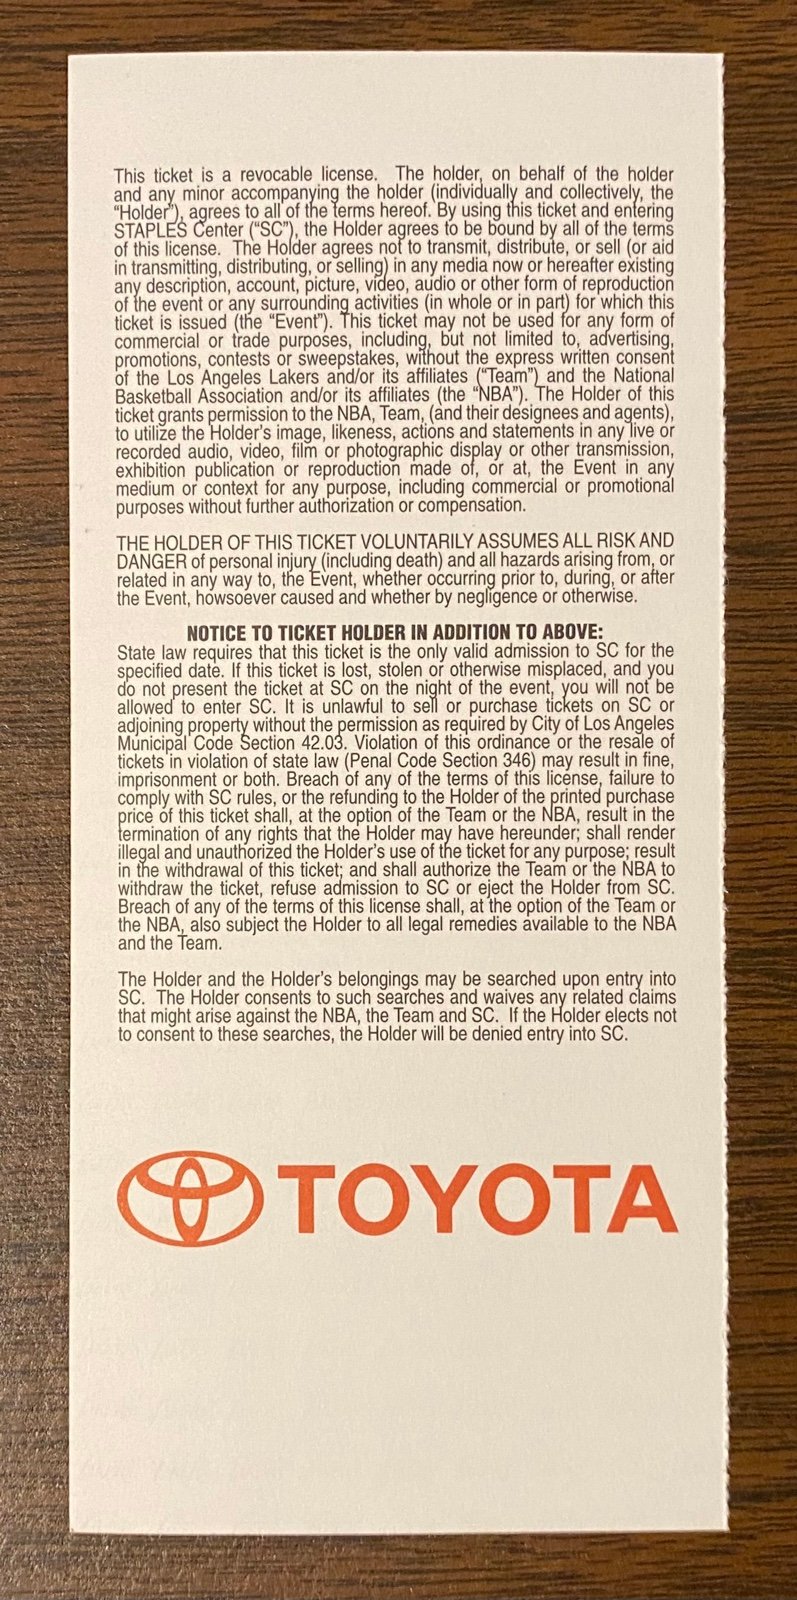 This ticket is a revocable license. The holder, on behalf of the holder
and any minor accompanying the holder (individually and collectively, the
“Holder”), agrees to all of the terms hereof. By using this ticket and entering
STAPLES Center (“SC”), the Holder agrees to be bound by all of the terms
of this license. The Holder agrees not to transmit, distribute, or sell (or aid
in transmitting, distributing, or selling) in any media now or hereafter existing
any description, account, picture, video, audio or other form of reproduction
of the event or any surrounding activities (in whole or in part) for which this
ticket is issued (the “Event”). This ticket may not be used for any form of
commercial or trade purposes, including, but not limited to, advertising,
promotions, contests or sweepstakes, without the express written consent
of the Los Angeles Lakers and/or its affiliates (“Team”) and the National
Basketball Association and/or its affiliates (the “NBA”). The Holder of this
ticket grants permission to the NBA, Team, (and their designees and agents),
to utilize the Holder’s image, likeness, actions and statements in any live or
recorded audio, video, film or photographic display or other transmission,
exhibition publication or reproduction made of, or at, the Event in any
medium or context for any purpose, including commercial or promotional
purposes without further authorization or compensation.
THE HOLDER OF THIS TICKET VOLUNTARILY ASSUMES ALL RISK AND
DANGER of personal injury (including death) and all hazards arising from, or
related in any way to, the Event, whether occurring prior to, during, or after
the Event, howsoever caused and whether by negligence or otherwise.
NOTICE TO TICKET HOLDER IN ADDITION TO ABOVE:
State law requires that this ticket is the only valid admission to SC for the
specified date. If this ticket is lost, stolen or otherwise misplaced, and you
do not present the ticket at SC on the night of the event, you will not be
allowed to enter SC. It is unlawful to sell or purchase tickets on SC or
adjoining property without the permission as required by City of Los Angeles
Municipal Code Section 42.03. Violation of this ordinance or the resale of
tickets in violation of state law (Penal Code Section 346) may result in fine,
imprisonment or both. Breach of any of the terms of this license, failure to
comply with SC rules, or the refunding to the Holder of the printed purchase
price of this ticket shall, at the option of the Team or the NBA, result in the
termination of any rights that the Holder may have hereunder; shall render
illegal and unauthorized the Holder’s use of the ticket for any purpose; result
in the withdrawal of this ticket; and shall authorize the Team or the NBA to
withdraw the ticket, refuse admission to SC or eject the Holder from SC.
Breach of any of the terms of this license shall, at the option of the Team or
the NBA, also subject the Holder to all legal remedies available to the NBA
and the Team.
The Holder and the Holder’s belongings may be searched upon entry into
SC. The Holder consents to such searches and waives any related claims
that might arise against the NBA, the Team and SC. If the Holder elects not
to consent to these searches, the Holder will be denied entry into SC.
TOYOTA